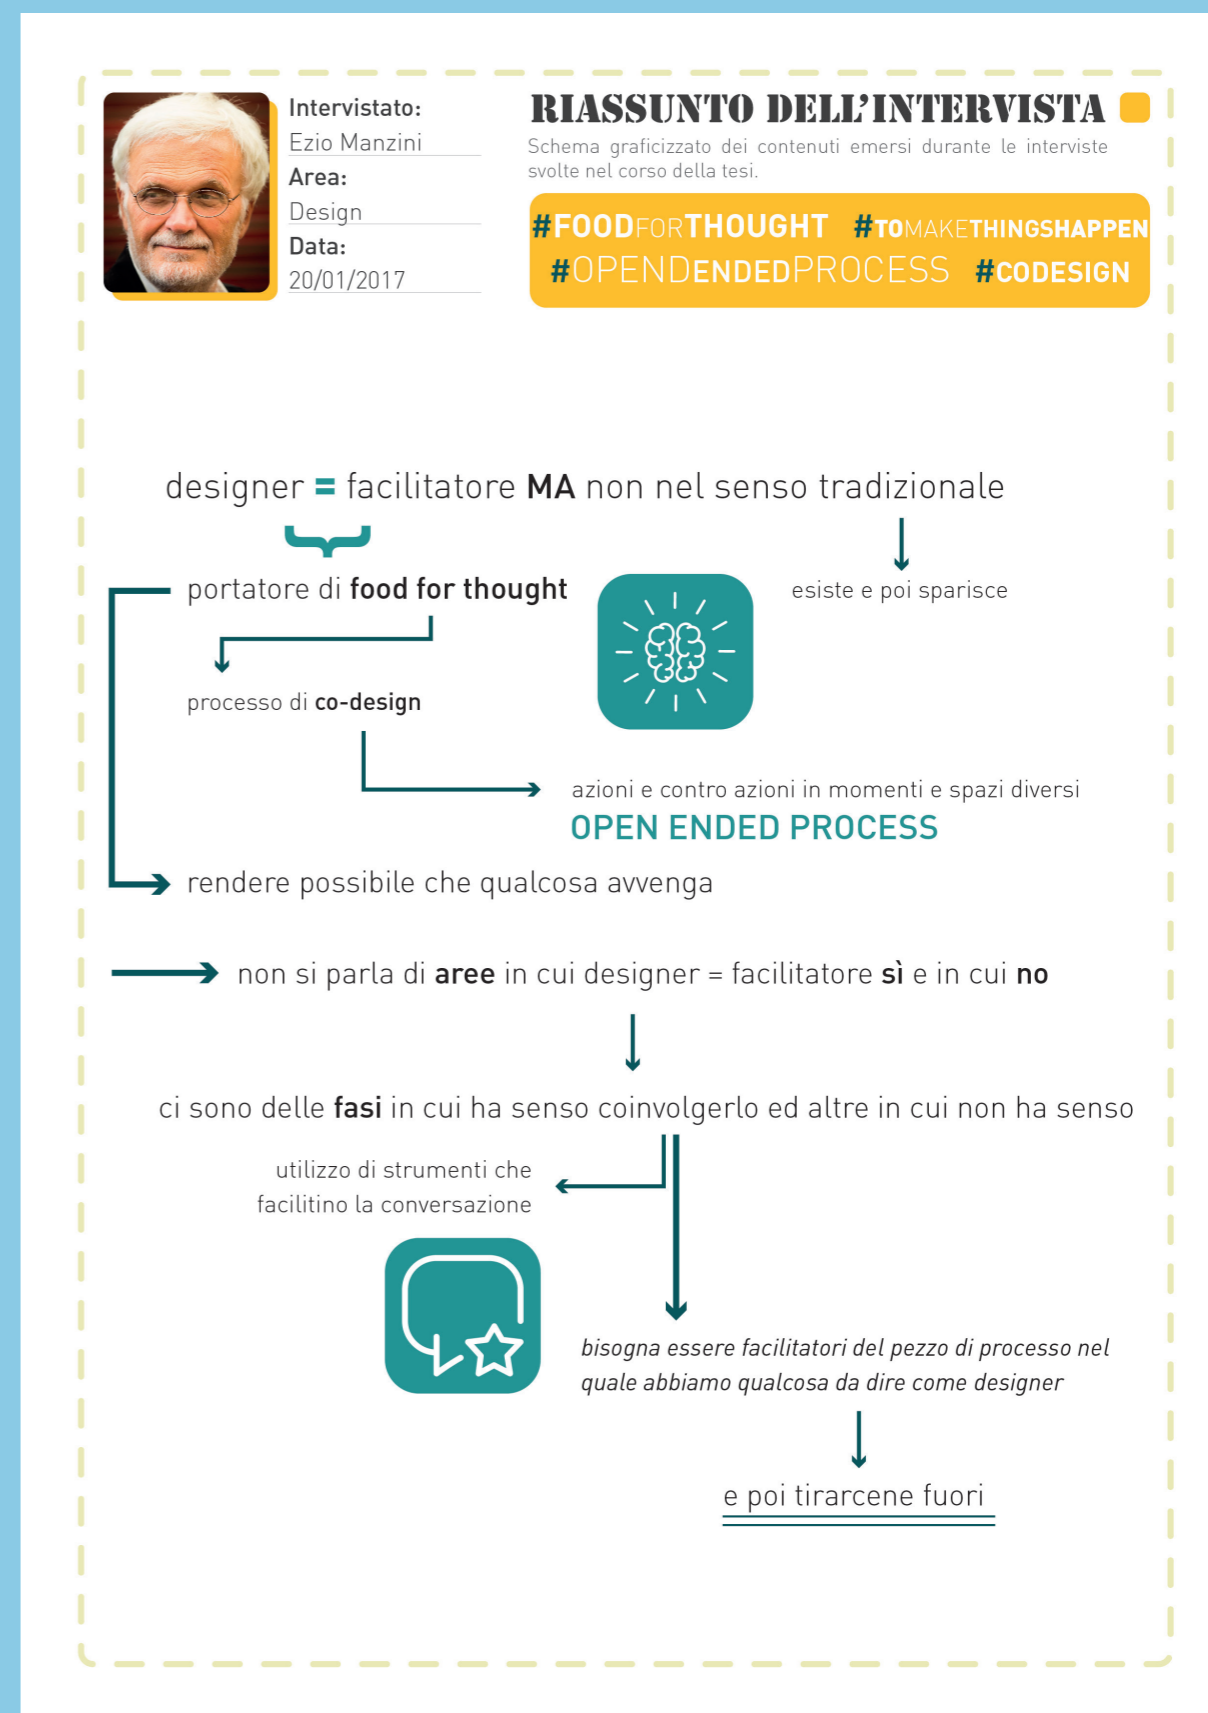 Intervistato:
Ezio Manzini
Area:
Design
Data:
20/01/2017
RIASSUNTO DELL'INTERVISTA
Schema graficizzato dei contenuti emersi durante le interviste
svolte nel corso della tesi.
#FOODFORTHOUGHT #TOMAKETHINGSHAPPEN
#OPENDENDEDPROCESS #CODESIGN
designer = facilitatore MA non nel senso tradizionale
portatore di food for thought
esiste e poi sparisce
processo di co-design
azioni e contro azioni in momenti e spazi diversi
OPEN ENDED PROCESS
rendere possibile che qualcosa avvenga
non si parla di aree in cui designer = facilitatore sì e in cui no
ci sono delle fasi in cui ha senso coinvolgerlo ed altre in cui non ha senso
utilizzo di strumenti che
facilitino la conversazione
bisogna essere facilitatori del pezzo di processo nel
quale abbiamo qualcosa da dire come designer
e poi tirarcene fuori